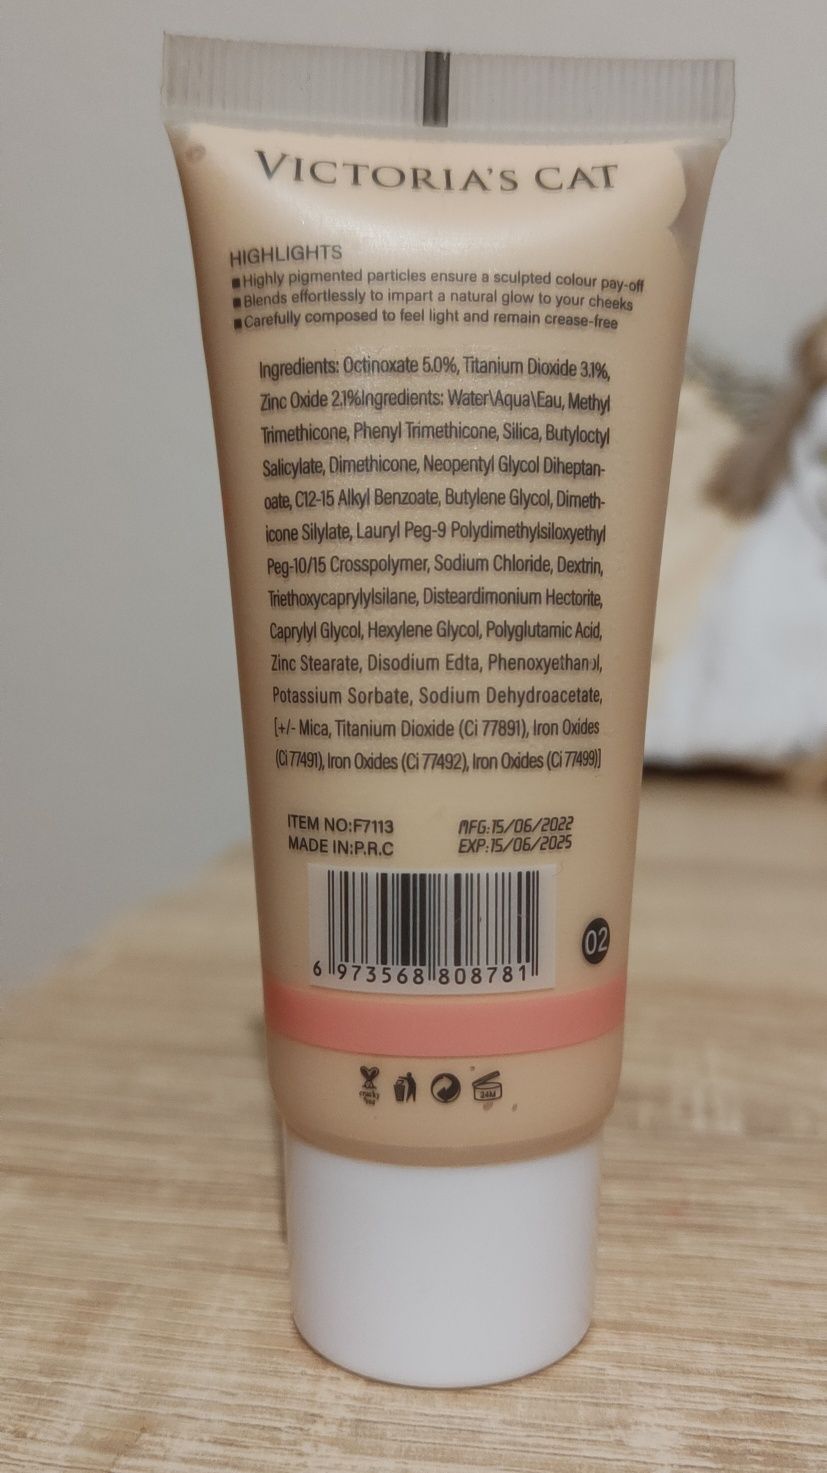 VICTORIA'S CAT
HIGHLIGHTS
■Highly pigmented particles ensure a sculpted colour pay-off
■Blends effortlessly to impart a natural glow to your cheeks
■Carefully composed to feel light and remain crease-free
Ingredients: Octinoxate 5.0%, Titanium Dioxide 3.1%,
Zinc Oxide 2.1%Ingredients: Water\Aqua\Eau, Methyl
Trimethicone, Phenyl Trimethicone, Silica, Butyloctyl
Salicylate, Dimethicone, Neopentyl Glycol Diheptan-
oate, C12-15 Alkyl Benzoate, Butylene Glycol, Dimeth-
icone Silylate, Lauryl Peg-9 Polydimethylsiloxyethyl
Peg-10/15 Crosspolymer, Sodium Chloride, Dextrin,
Triethoxycaprylylsilane, Disteardimonium Hectorite,
Caprylyl Glycol, Hexylene Glycol, Polyglutamic Acid,
Zinc Stearate, Disodium Edta, Phenoxyethanol,
Potassium Sorbate, Sodium Dehydroacetate,
[+/- Mica, Titanium Dioxide (Ci 77891), Iron Oxides
(Ci 77491), Iron Oxides (Ci 77492), Iron Oxides (Ci 77499)]
ITEM NO:F7113 MFG:15/06/2022
MADE IN:P.R.C EXP:15/06/2025
02
6 973568 808781
cruelty
free
24M